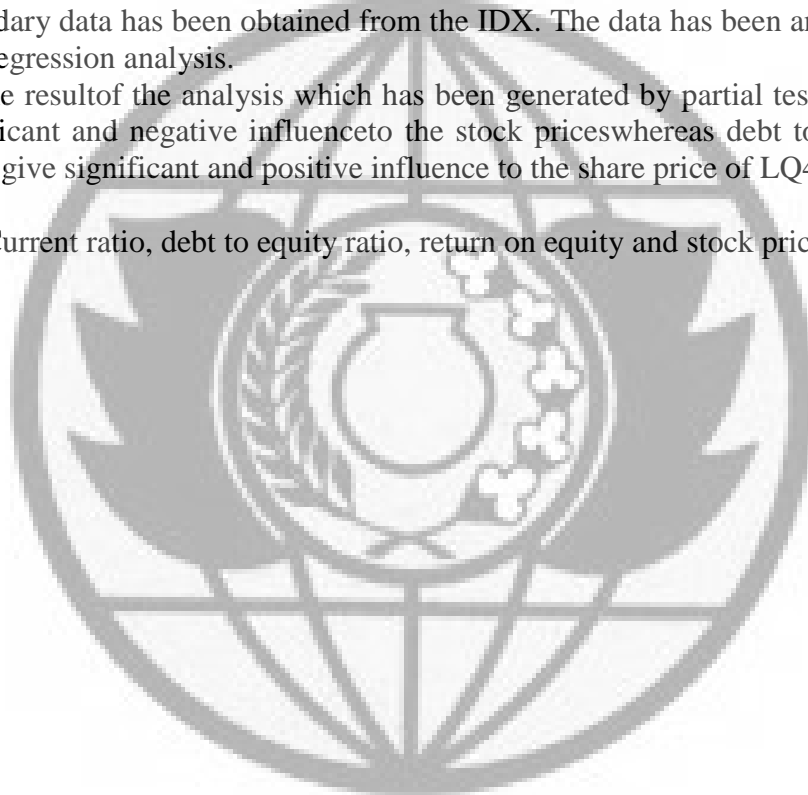 dary data has been obtained from the IDX. The data has been an
egression analysis.
e resultof the analysis which has been generated by partial tes
icant and negative influenceto the stock priceswhereas debt to
give significant and positive influence to the share price of LQ4
Current ratio, debt to equity ratio, return on equity and stock pric